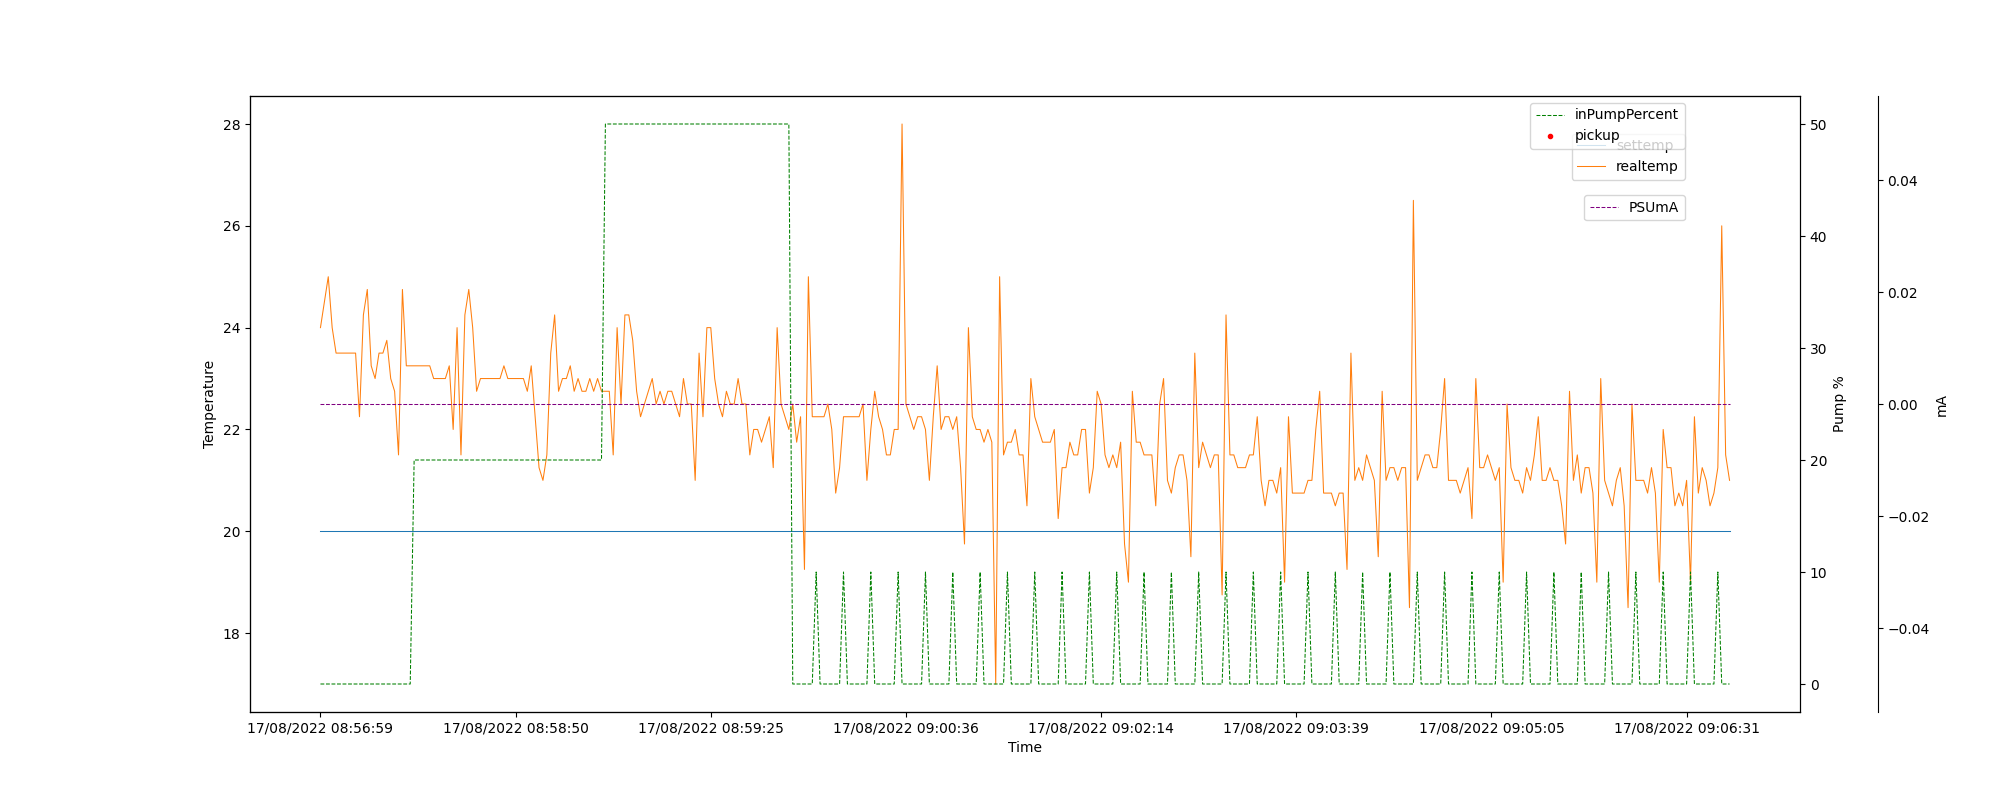 inPumpPercent
pickup
settemp
realtemp
PSUmA
28
26
24
22
20
18
Temperature
50
40
30
20
10
0
Pump %
0.04
0.02
0.00
−0.02
−0.04
mA
17/08/2022 08:56:59
17/08/2022 08:58:50
17/08/2022 08:59:25
17/08/2022 09:00:36
17/08/2022 09:02:14
17/08/2022 09:03:39
17/08/2022 09:05:05
17/08/2022 09:06:31
Time